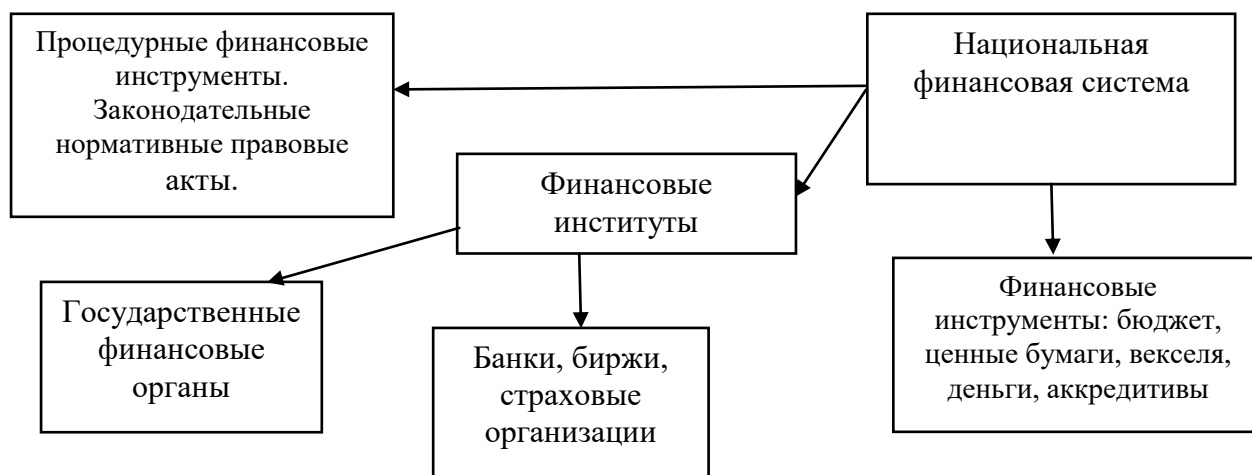 Процедурные финансовые
инструменты.
Законодательные
нормативные правовые
акты.
Национальная
финансовая система
Финансовые
институты
Государственные
финансовые
органы
Банки, биржи,
страховые
организации
Финансовые
инструменты: бюджет,
ценные бумаги, векселя,
деньги, аккредитивы